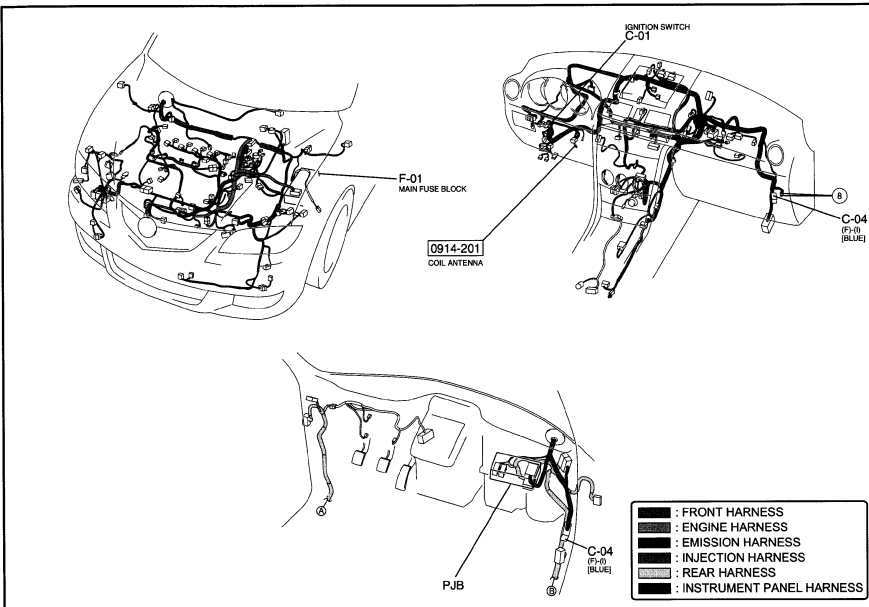 IGNITION SWITCH
C-01
F-01
MAIN FUSE BLOCK
8
C-04
(F)-(I)
[BLUE]
0914-201
COIL ANTENNA
A
PJB
C-04
(F)-(I)
[BLUE]
B
: FRONT HARNESS
: ENGINE HARNESS
: EMISSION HARNESS
: INJECTION HARNESS
: REAR HARNESS
: INSTRUMENT PANEL HARNESS